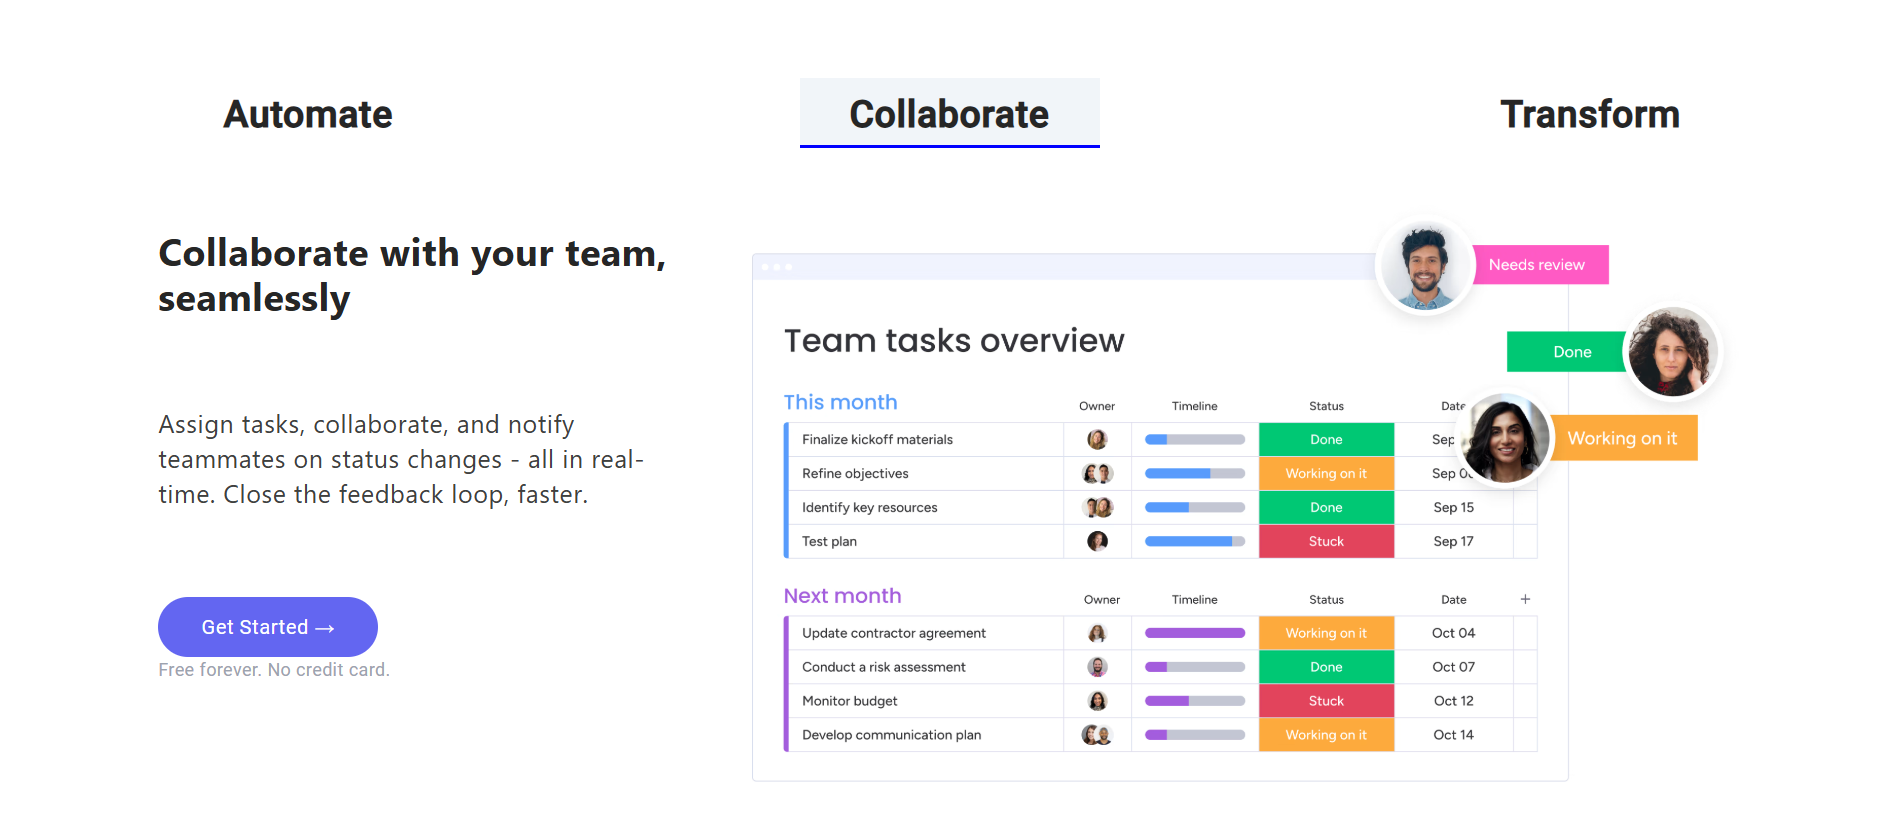 Automate
Collaborate
Transform
Collaborate with your team,
seamlessly
Assign tasks, collaborate, and notify
teammates on status changes - all in real-
time. Close the feedback loop, faster.
Get Started →
Free forever. No credit card.
Needs review
Done
Working on it
Team tasks overview
This month Owner Timeline Status Date
Finalize kickoff materials Done Sep
Refine objectives Working on it Sep
Identify key resources Done Sep 15
Test plan Stuck Sep 17
Next month Owner Timeline Status Date +
Update contractor agreement Working on it Oct 04
Conduct a risk assessment Done Oct 07
Monitor budget Stuck Oct 12
Develop communication plan Working on it Oct 14